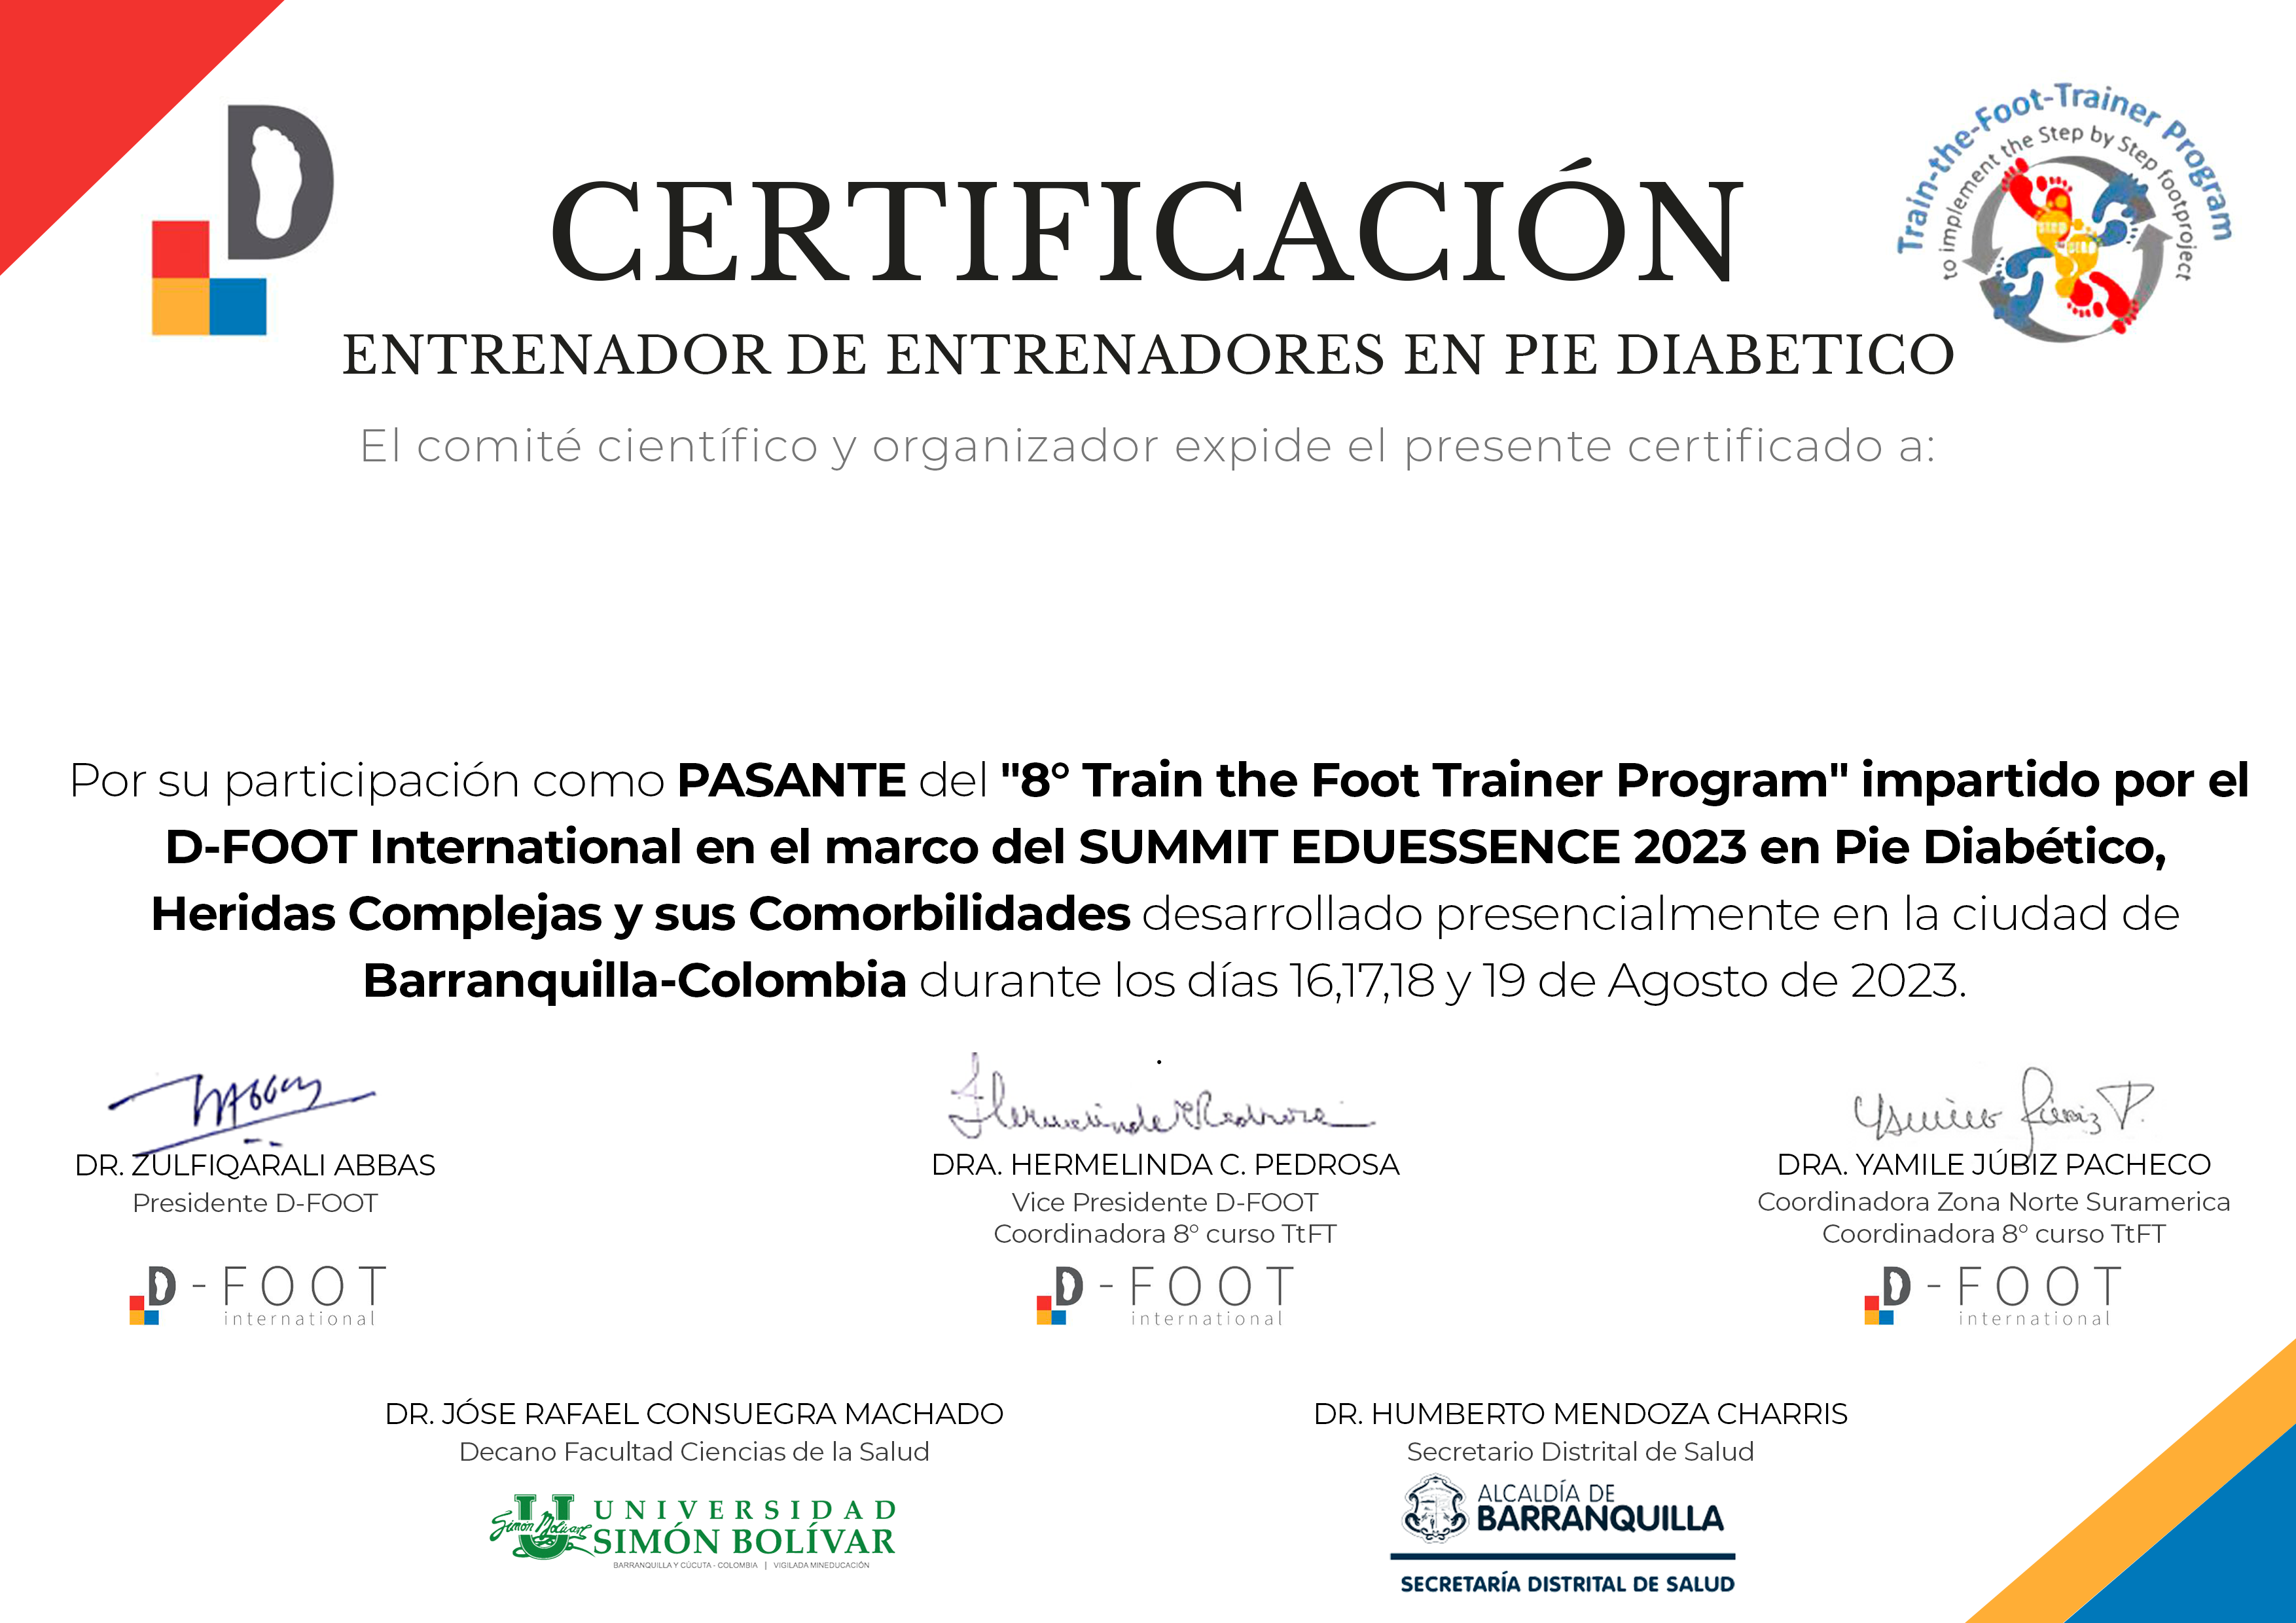 D
Train-the-Foot-Trainer Program
to implement the Step by Step footproject
step
step
CERTIFICACIÓN
ENTRENADOR DE ENTRENADORES EN PIE DIABETICO
El comité científico y organizador expide el presente certificado a:
Por su participación como PASANTE del "8° Train the Foot Trainer Program" impartido por el
D-FOOT International en el marco del SUMMIT EDUESSENCE 2023 en Pie Diabético,
Heridas Complejas y sus Comorbilidades desarrollado presencialmente en la ciudad de
Barranquilla-Colombia durante los días 16,17,18 y 19 de Agosto de 2023.
.
DR. ZULFIQARALI ABBAS
Presidente D-FOOT
D-FOOT
international
DRA. HERMELINDA C. PEDROSA
Vice Presidente D-FOOT
Coordinadora 8° curso TtFT
D-FOOT
international
DRA. YAMILE JÚBIZ PACHECO
Coordinadora Zona Norte Suramerica
Coordinadora 8° curso TtFT
D-FOOT
international
DR. JÓSE RAFAEL CONSUEGRA MACHADO
Decano Facultad Ciencias de la Salud
Simón Bolívar
UNIVERSIDAD
SIMÓN BOLÍVAR
BARRANQUILLA Y CÚCUTA - COLOMBIA | VIGILADA MINEDUCACIÓN
DR. HUMBERTO MENDOZA CHARRIS
Secretario Distrital de Salud
ALCALDÍA DE
BARRANQUILLA
SECRETARÍA DISTRITAL DE SALUD